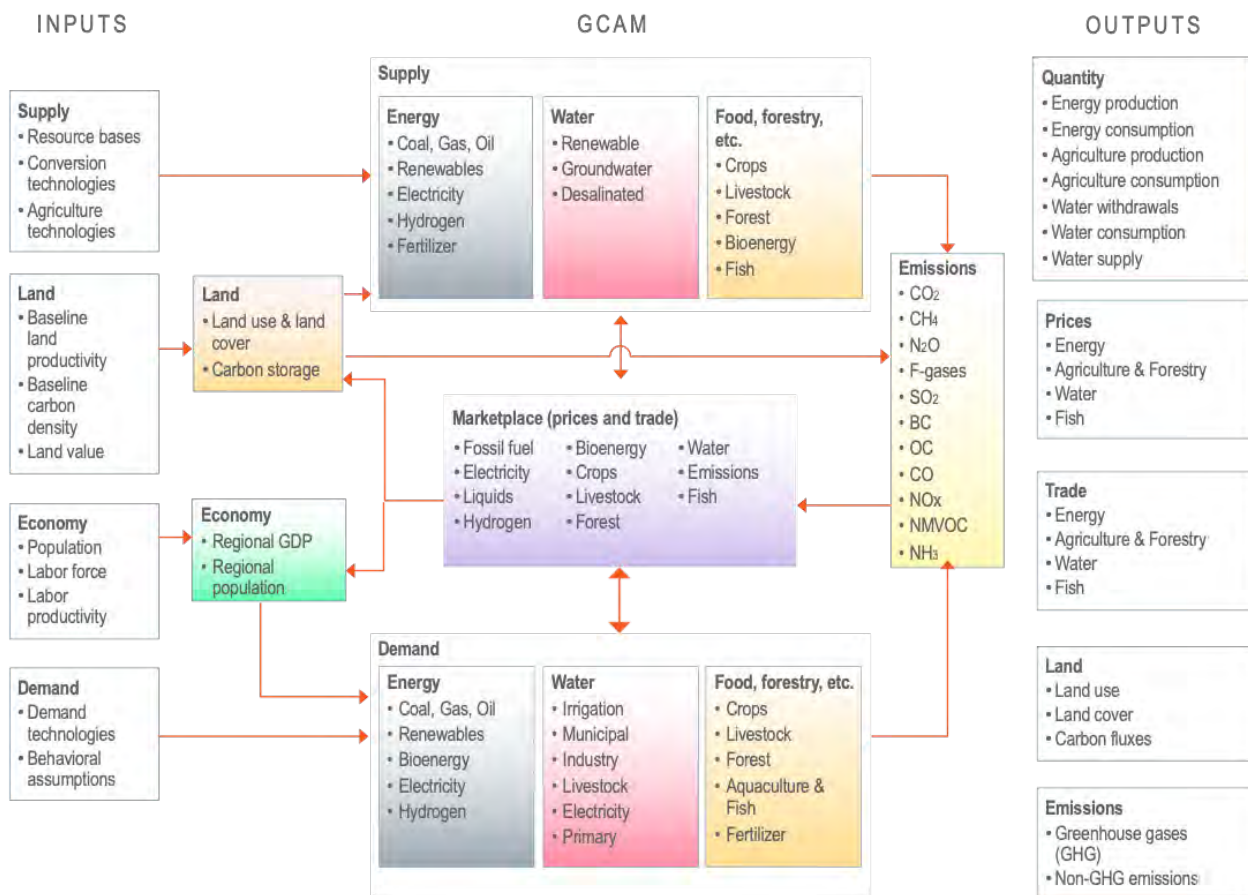 INPUTS
GCAM
OUTPUTS
Supply
• Resource bases
• Conversion
technologies
• Agriculture
technologies
Land
• Baseline
land
productivity
• Baseline
carbon
density
• Land value
Economy
• Population
• Labor force
• Labor
productivity
Demand
• Demand
technologies
• Behavioral
assumptions
Land
• Land use & land
cover
• Carbon storage
Economy
• Regional GDP
• Regional
population
Supply
Energy
• Coal, Gas, Oil
• Renewables
• Electricity
• Hydrogen
• Fertilizer
Water
• Renewable
• Groundwater
• Desalinated
Food, forestry,
etc.
• Crops
• Livestock
• Forest
• Bioenergy
• Fish
Marketplace (prices and trade)
• Fossil fuel
• Electricity
• Liquids
• Hydrogen
• Bioenergy
• Crops
• Livestock
• Forest
• Water
• Emissions
• Fish
Demand
Energy
• Coal, Gas, Oil
• Renewables
• Bioenergy
• Electricity
• Hydrogen
Water
• Irrigation
• Municipal
• Industry
• Livestock
• Electricity
• Primary
Food, forestry, etc.
• Crops
• Livestock
• Forest
• Aquaculture &
Fish
• Fertilizer
Emissions
• CO₂
• CH₄
• N₂O
• F-gases
• SO₂
• BC
• OC
• CO
• NOx
• NMVOC
• NH₃
Quantity
• Energy production
• Energy consumption
• Agriculture production
• Agriculture consumption
• Water withdrawals
• Water consumption
• Water supply
Prices
• Energy
• Agriculture & Forestry
• Water
• Fish
Trade
• Energy
• Agriculture & Forestry
• Water
• Fish
Land
• Land use
• Land cover
• Carbon fluxes
Emissions
• Greenhouse gases
(GHG)
• Non-GHG emissions